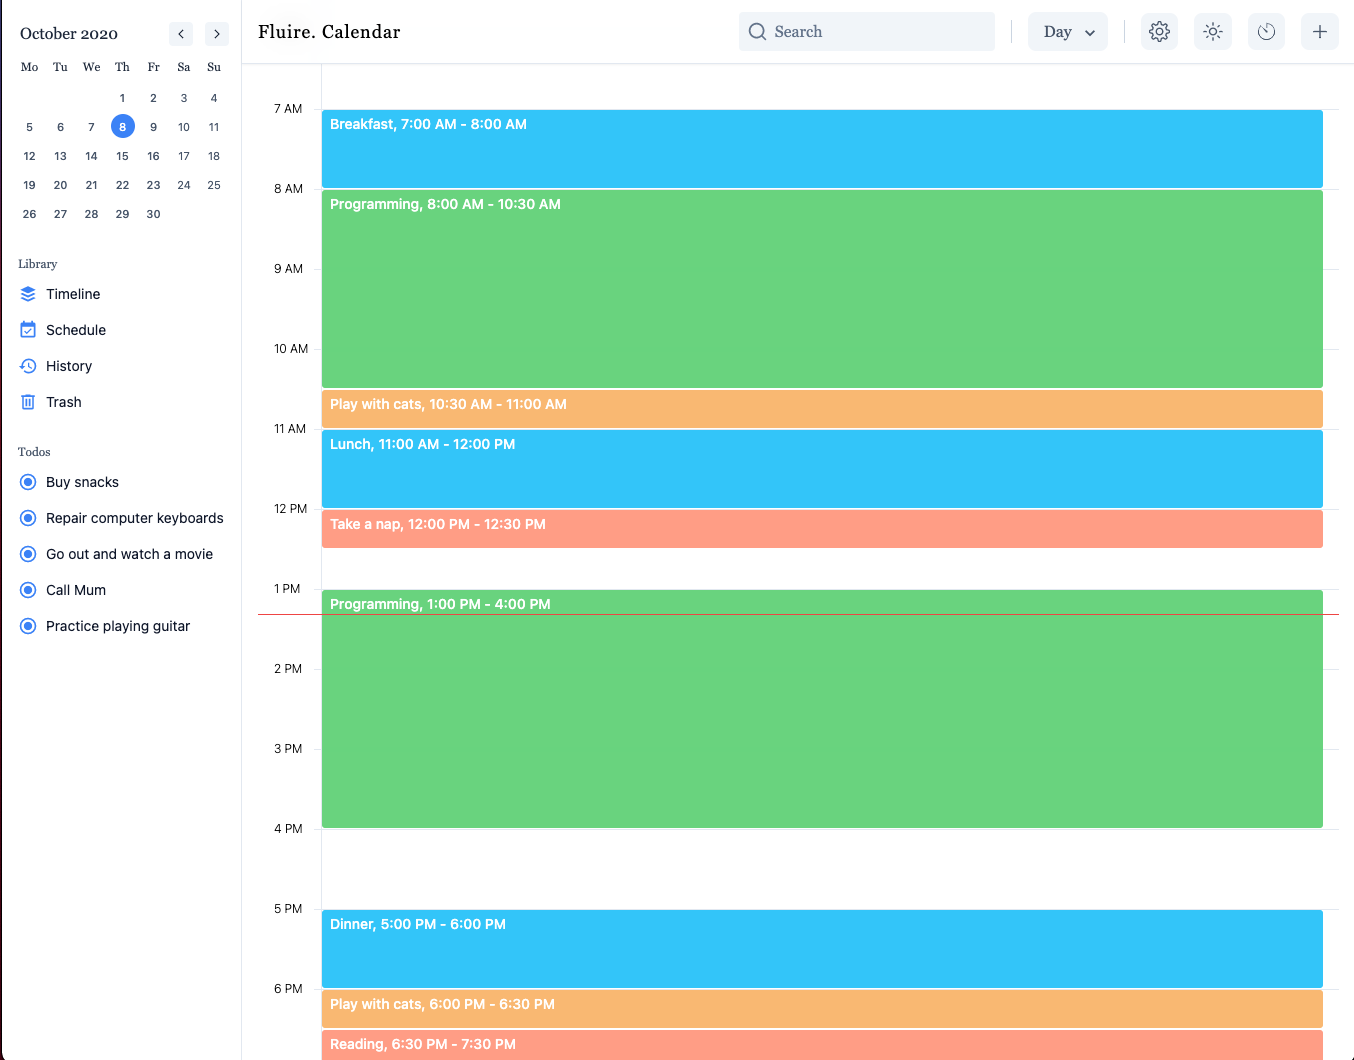 October 2020
Mo Tu We Th Fr Sa Su
1 2 3 4
5 6 7 8 9 10 11
12 13 14 15 16 17 18
19 20 21 22 23 24 25
26 27 28 29 30
Library
Timeline
Schedule
History
Trash
Todos
Buy snacks
Repair computer keyboards
Go out and watch a movie
Call Mum
Practice playing guitar
Fluire. Calendar
Search
Day
7 AM
Breakfast, 7:00 AM - 8:00 AM
8 AM
Programming, 8:00 AM - 10:30 AM
9 AM
10 AM
Play with cats, 10:30 AM - 11:00 AM
11 AM
Lunch, 11:00 AM - 12:00 PM
12 PM
Take a nap, 12:00 PM - 12:30 PM
1 PM
Programming, 1:00 PM - 4:00 PM
2 PM
3 PM
4 PM
5 PM
Dinner, 5:00 PM - 6:00 PM
6 PM
Play with cats, 6:00 PM - 6:30 PM
Reading, 6:30 PM - 7:30 PM